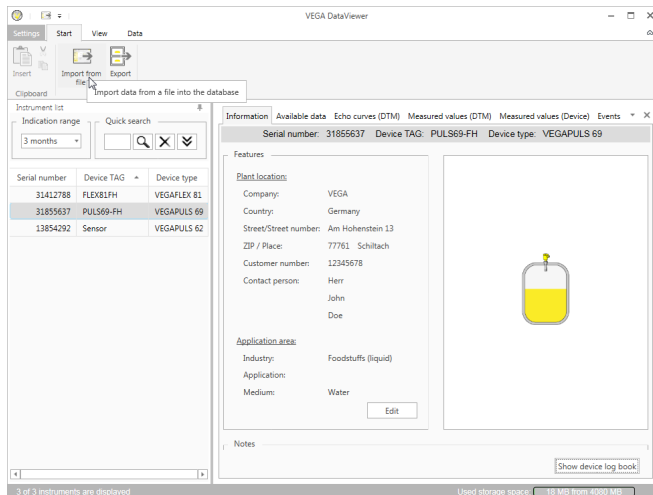 VEGA DataViewer
Settings Start View Data
Insert Import from file Export
Clipboard
Import data from a file into the database
Instrument list
Indication range Quick search
3 months
Serial number Device TAG Device type
31412788 FLEX81FH VEGAFLEX 81
31855637 PULS69-FH VEGAPULS 69
13854292 Sensor VEGAPULS 62
3 of 3 instruments are displayed
Information Available data Echo curves (DTM) Measured values (DTM) Measured values (Device) Events
Serial number: 31855637 Device TAG: PULS69-FH Device type: VEGAPULS 69
Features
Plant location:
Company: VEGA
Country: Germany
Street/Street number: Am Hohenstein 13
ZIP / Place: 77761 Schiltach
Customer number: 12345678
Contact person: Herr
John
Doe
Application area:
Industry: Foodstuffs (liquid)
Application:
Medium: Water
Edit
Notes
Show device log book
Used storage space: 18 MB from 4080 MB